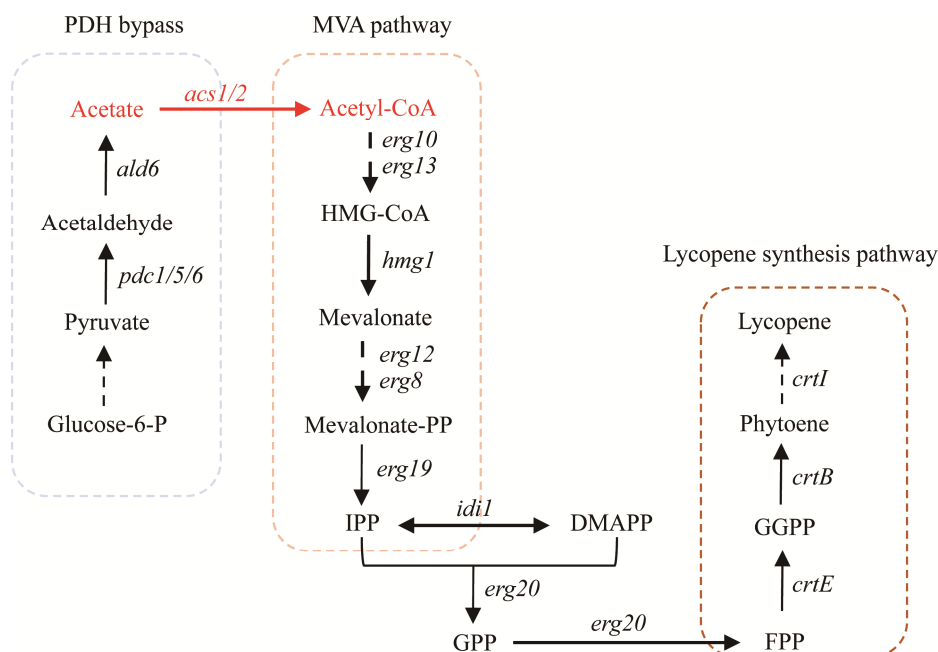 PDH bypass
MVA pathway
Acetate
acs1/2
Acetyl-CoA
erg10
erg13
ald6
Acetaldehyde
HMG-CoA
pdc1/5/6
hmg1
Lycopene synthesis pathway
Pyruvate
Mevalonate
Lycopene
erg12
erg8
crtI
Glucose-6-P
Mevalonate-PP
Phytoene
erg19
crtB
IPP
idi1
DMAPP
GGPP
erg20
crtE
GPP
erg20
FPP